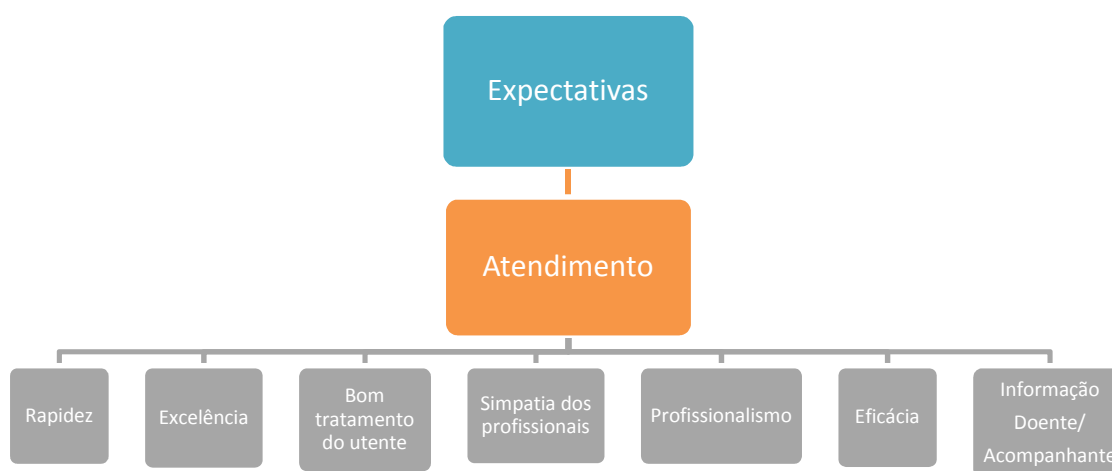 Expectativas
Atendimento
Rapidez
Excelência
Bom
tratamento
do utente
Simpatia dos
profissionais
Profissionalismo
Eficácia
Informação
Doente/
Acompanhante